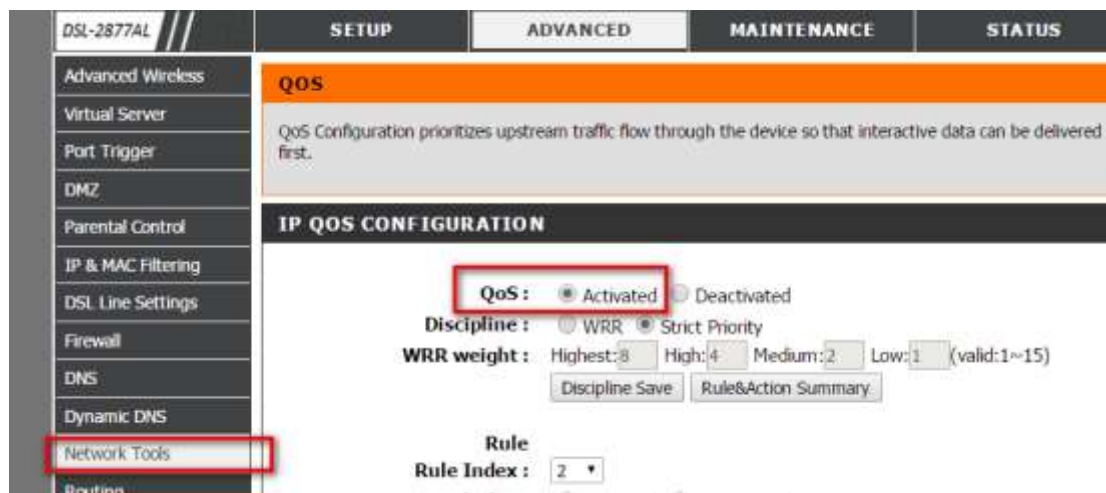 DSL-2877AL
SETUP ADVANCED MAINTENANCE STATUS
Advanced Wireless
Virtual Server
Port Trigger
DMZ
Parental Control
IP & MAC Filtering
DSL Line Settings
Firewall
DNS
Dynamic DNS
Network Tools
Routing
QOS
QoS Configuration prioritizes upstream traffic flow through the device so that interactive data can be delivered
first.
IP QOS CONFIGURATION
QoS : Activated Deactivated
Discipline : WRR Strict Priority
WRR weight : Highest:8 High:4 Medium:2 Low:1 (valid:1~15)
Discipline Save Rule&Action Summary
Rule
Rule Index : 2